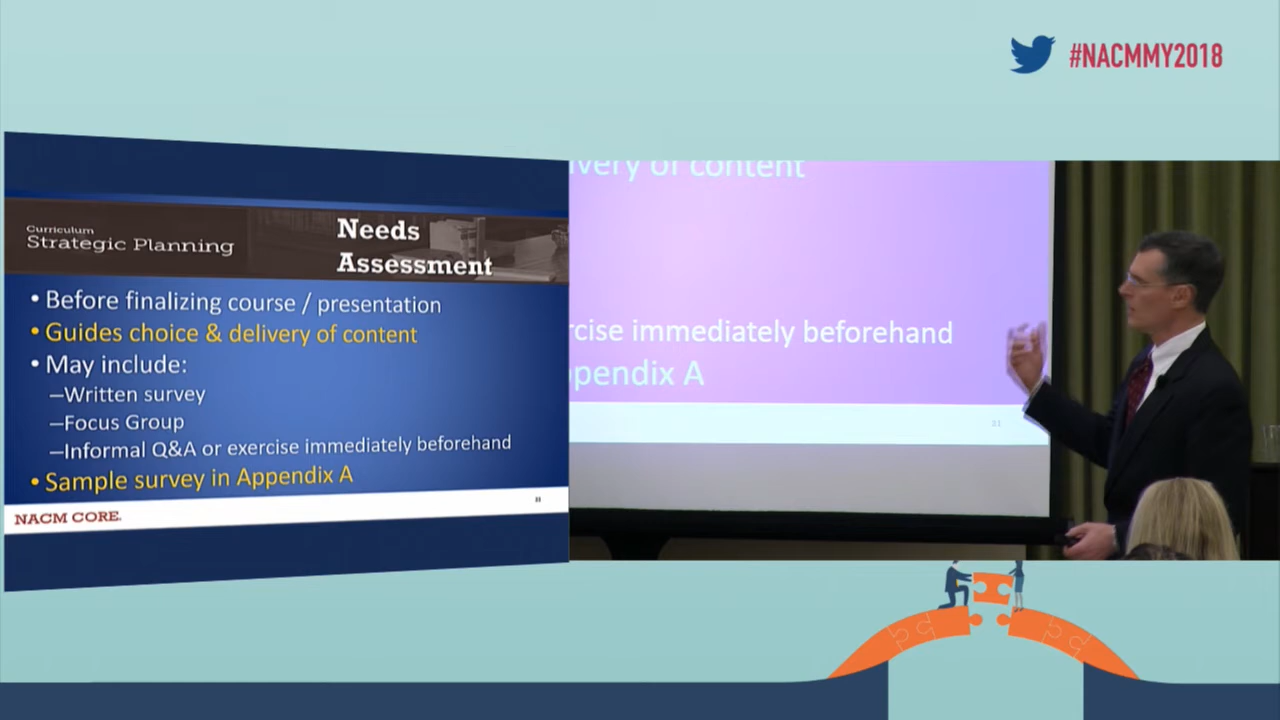 #NACMMY2018
Curriculum
Strategic Planning
Needs
Assessment
• Before finalizing course / presentation
• Guides choice & delivery of content
• May include:
–Written survey
–Focus Group
–Informal Q&A or exercise immediately beforehand
• Sample survey in Appendix A
NACM CORE.
ivery of content
rcise immediately beforehand
ppendix A
31